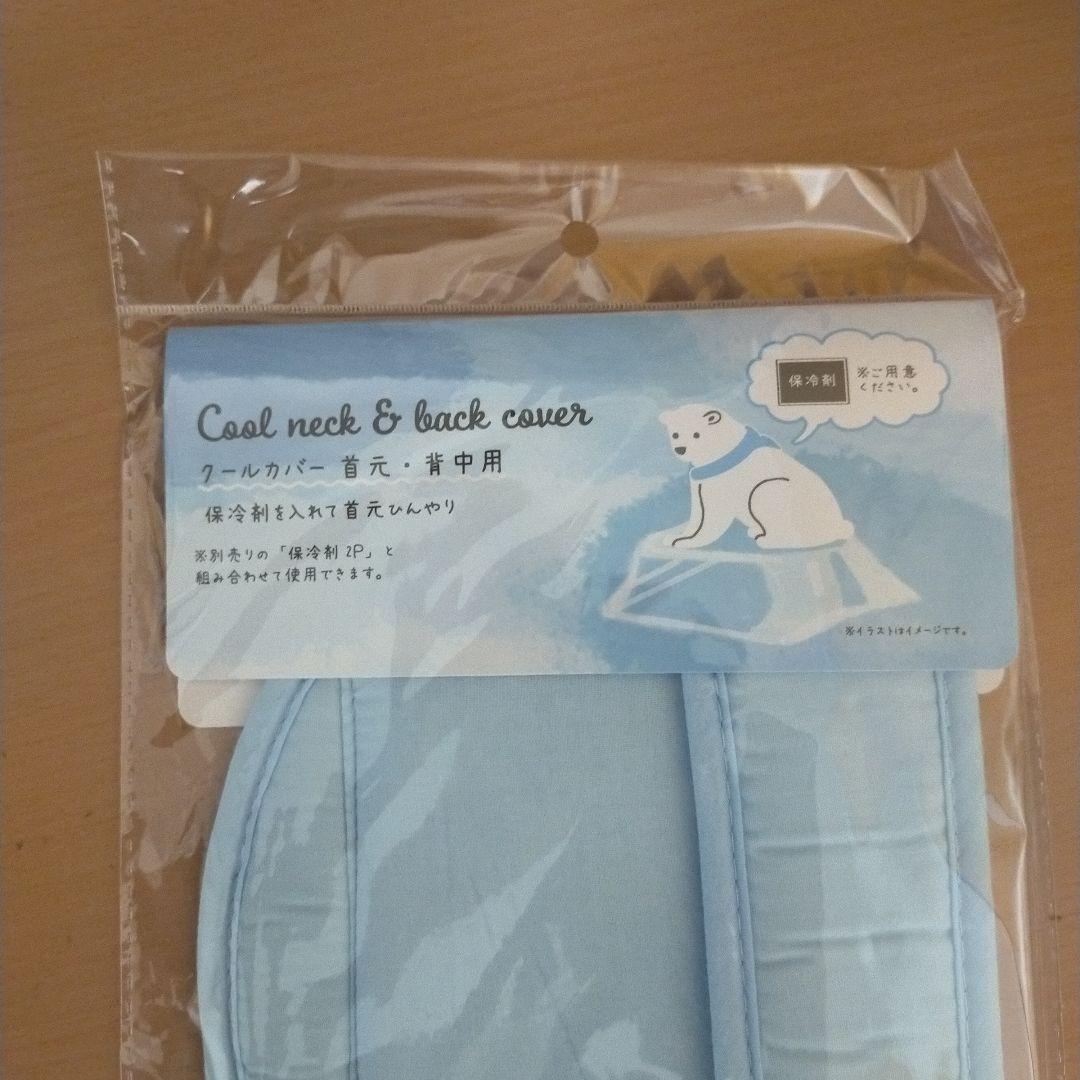 Cool neck & back cover
クールカバー 首元・背中用
保冷剤を入れて首元ひんやり
※別売りの「保冷剤 2P」と
組み合わせて使用できます。
保冷剤
※ご用意
ください。
※イラストはイメージです。